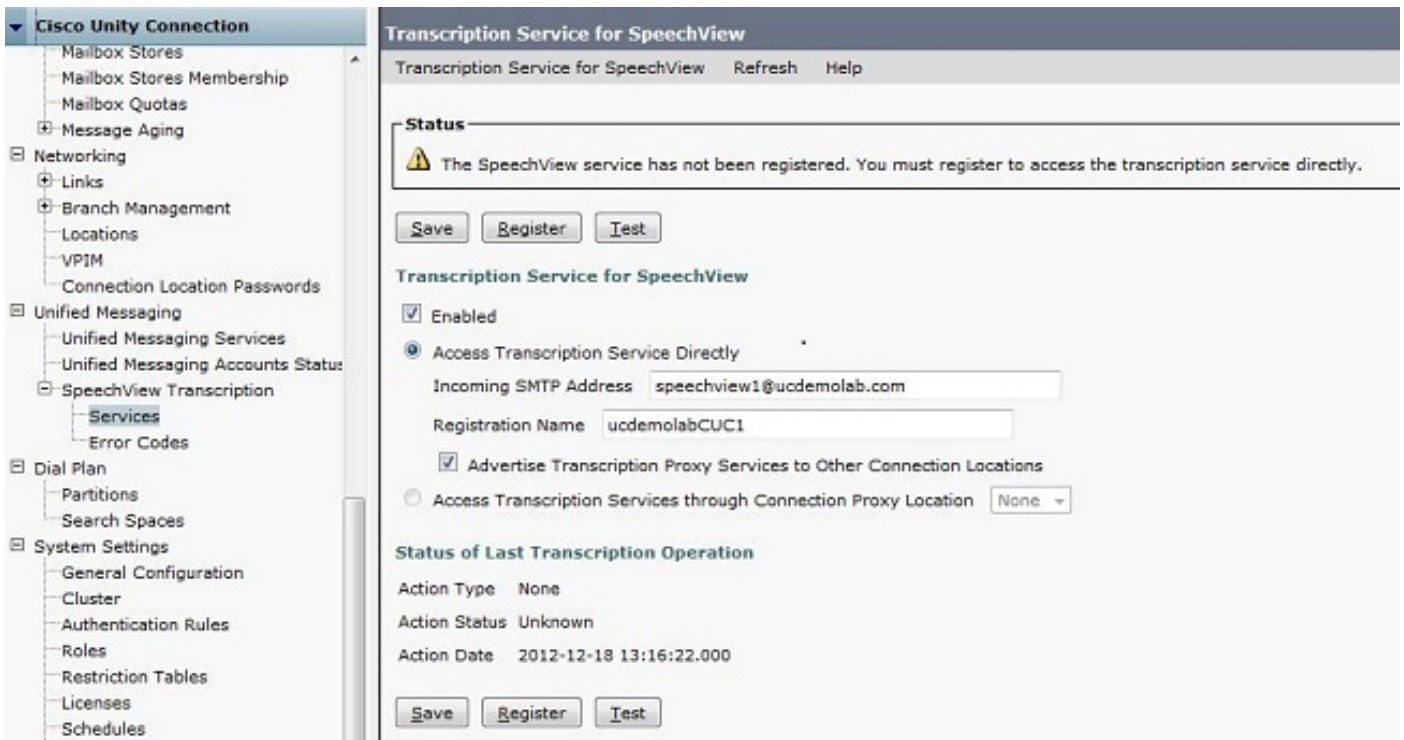 Cisco Unity Connection
Mailbox Stores
Mailbox Stores Membership
Mailbox Quotas
Message Aging
Networking
Links
Branch Management
Locations
VPIM
Connection Location Passwords
Unified Messaging
Unified Messaging Services
Unified Messaging Accounts Status
SpeechView Transcription
Services
Error Codes
Dial Plan
Partitions
Search Spaces
System Settings
General Configuration
Cluster
Authentication Rules
Roles
Restriction Tables
Licenses
Schedules
Transcription Service for SpeechView
Transcription Service for SpeechView Refresh Help
Status
The SpeechView service has not been registered. You must register to access the transcription service directly.
Save Register Test
Transcription Service for SpeechView
Enabled
Access Transcription Service Directly
Incoming SMTP Address speechview1@ucdemolab.com
Registration Name ucdemolabCUC1
Advertise Transcription Proxy Services to Other Connection Locations
Access Transcription Services through Connection Proxy Location None
Status of Last Transcription Operation
Action Type None
Action Status Unknown
Action Date 2012-12-18 13:16:22.000
Save Register Test